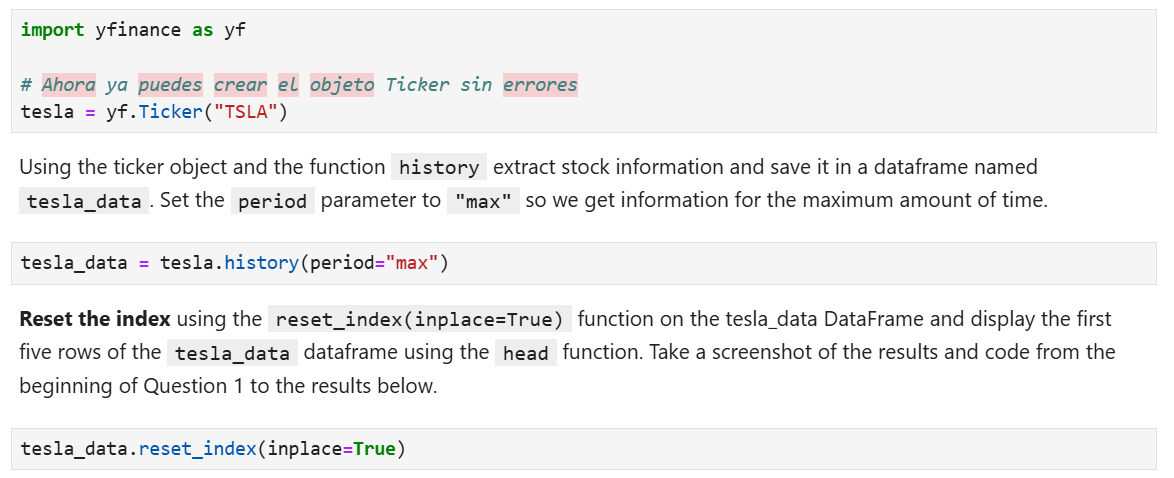 import yfinance as yf
# Ahora ya puedes crear el objeto Ticker sin errores
tesla = yf.Ticker("TSLA")
Using the ticker object and the function history extract stock information and save it in a dataframe named
tesla_data . Set the period parameter to "max" so we get information for the maximum amount of time.
tesla_data = tesla.history(period="max")
Reset the index using the reset_index(inplace=True) function on the tesla_data DataFrame and display the first
five rows of the tesla_data dataframe using the head function. Take a screenshot of the results and code from the
beginning of Question 1 to the results below.
tesla_data.reset_index(inplace=True)